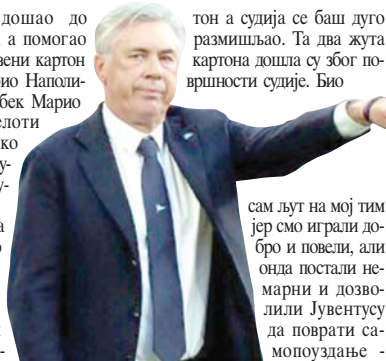 дошао до
а помогао
вени картон
ио Наполи-
бек Марио
елоти
ко
у-
у-
а
о
тон а судија се баш дуго
размишљао. Та два жута
картона дошла су због по-
вршности судије. Био
сам љут на мој тим
јер смо играли до-
бро и повели, али
онда постали не-
марни и дозво-
лили Јувентусу
да поврати са-
мопоуздање -